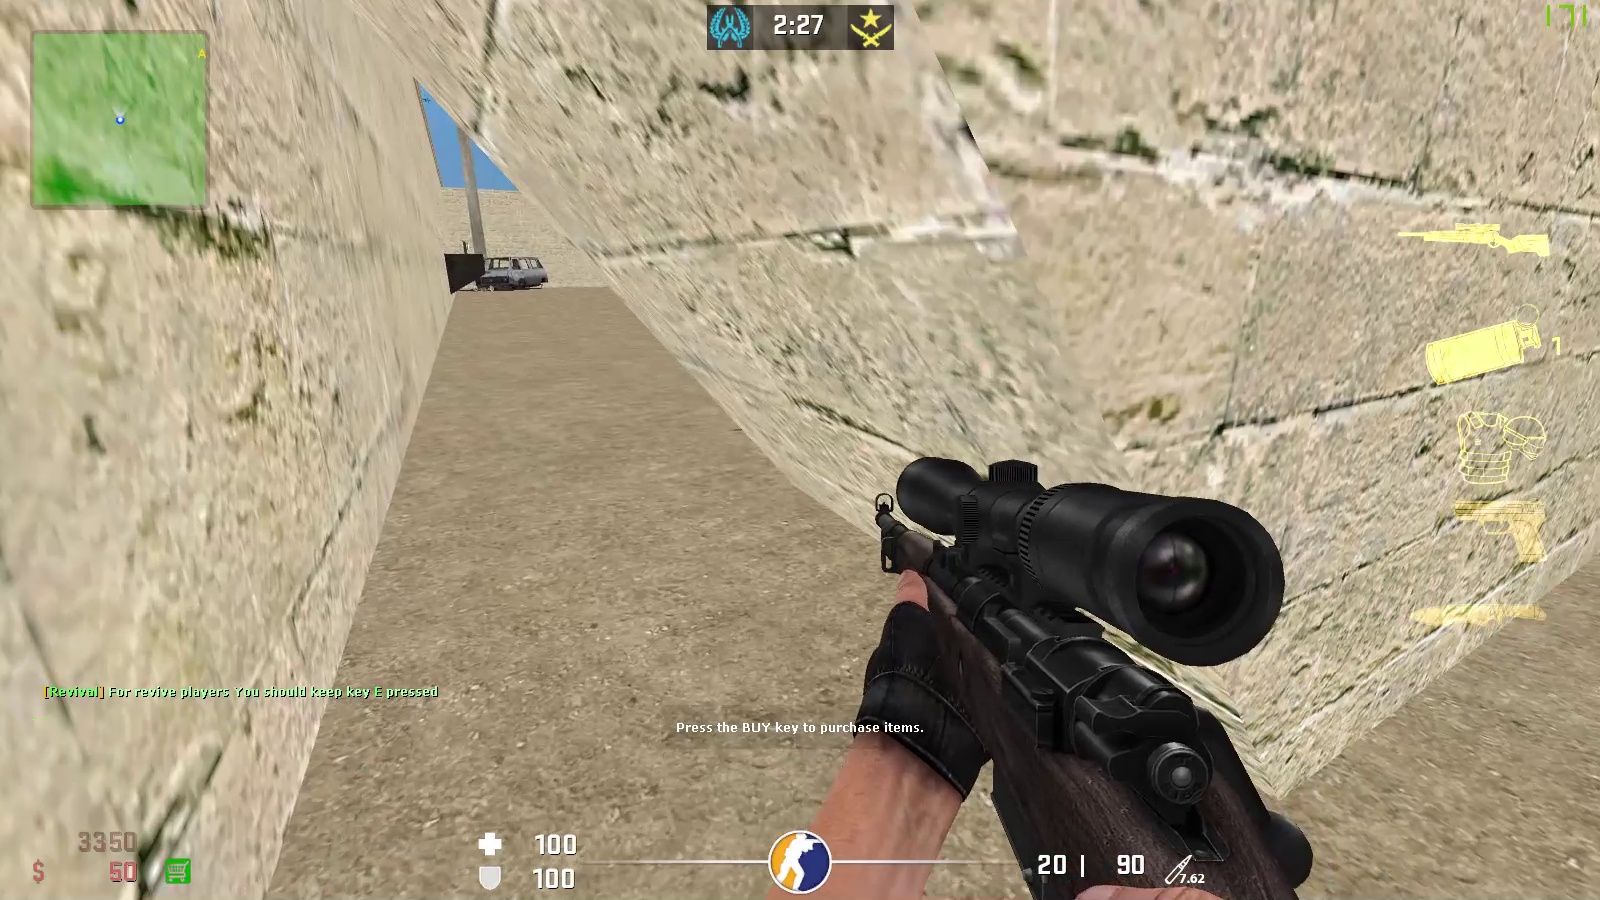 2:27
171
A
1
[Revival] For revive players You should keep key E pressed
Press the BUY key to purchase items.
3350
$ 50
100
100
20 | 90
7.62